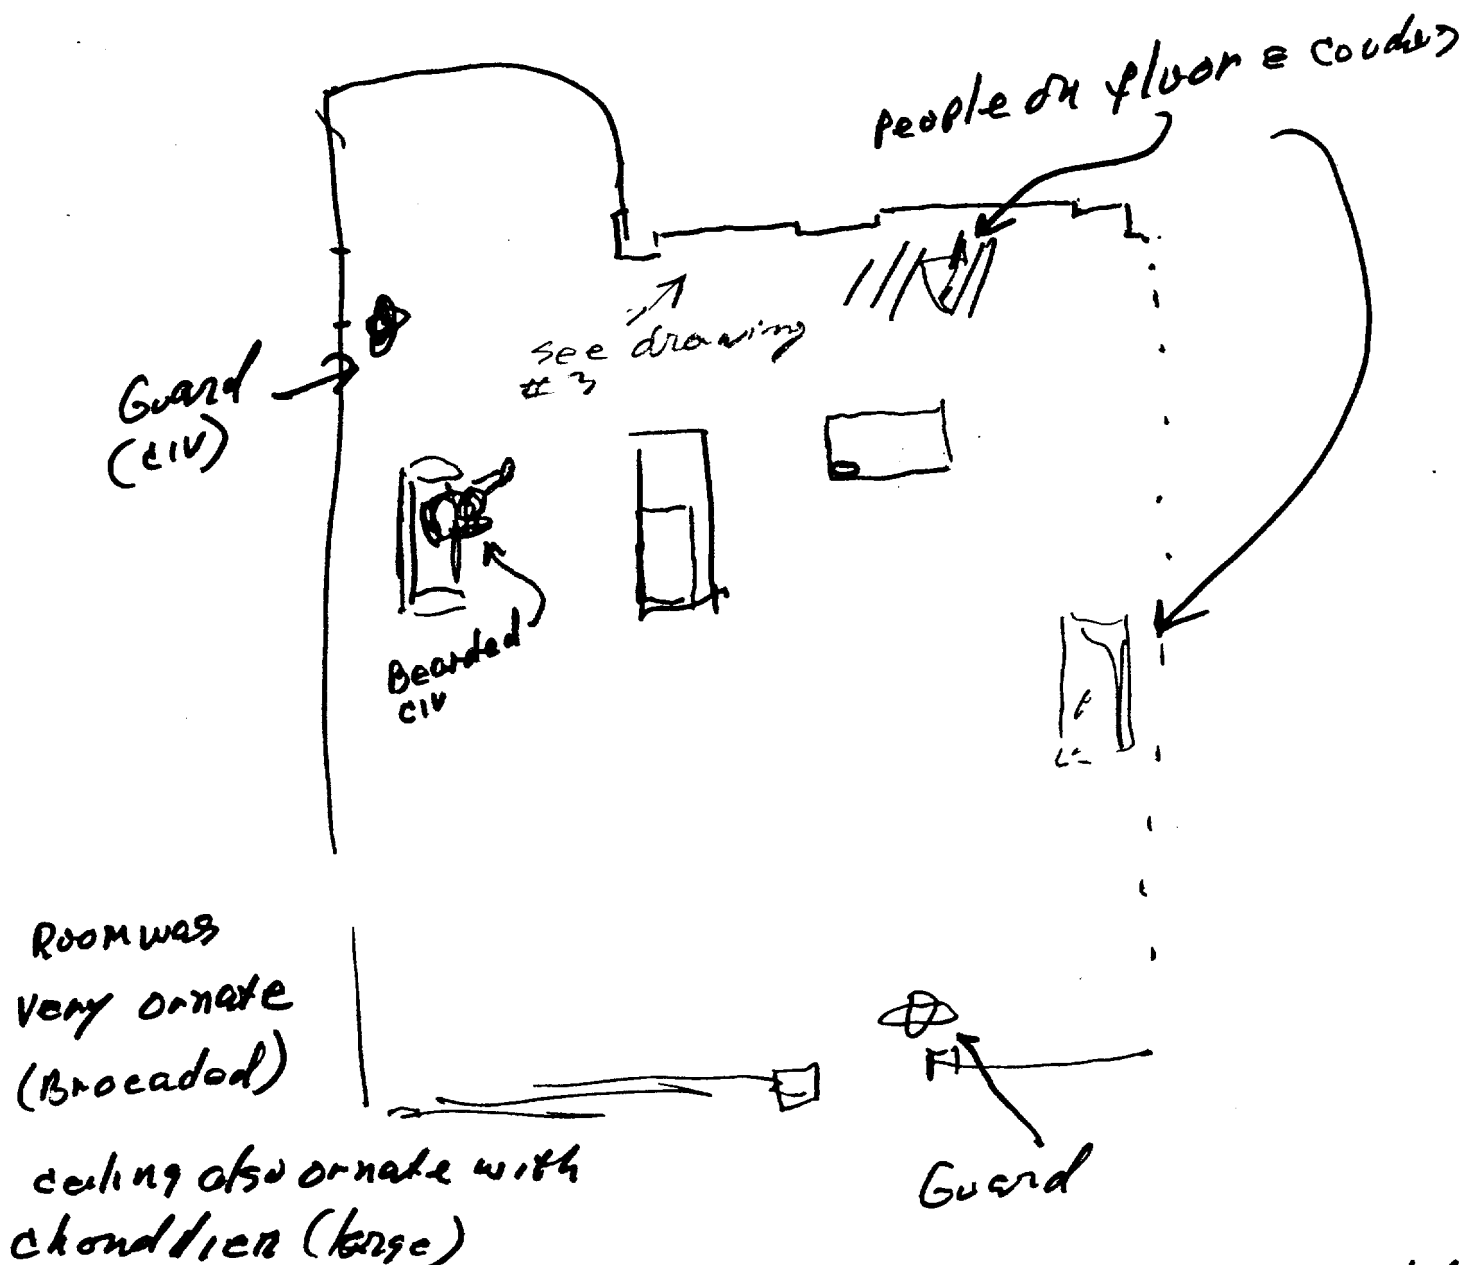 People on floor & couches
see drawing
# 3
Guard
(CIV)
Bearded
CIV
Room was
very ornate
(Brocaded)
ceiling also ornate with
chonddlier (large)
Guard